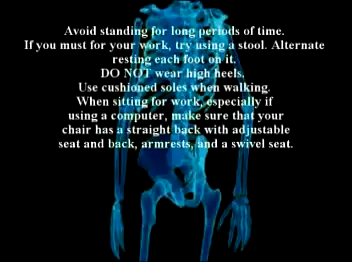 Avoid standing for long periods of time.
If you must for your work, try using a stool. Alternate
resting each foot on it.
DO NOT wear high heels.
Use cushioned soles when walking.
When sitting for work, especially if
using a computer, make sure that your
chair has a straight back with adjustable
seat and back, armrests, and a swivel seat.